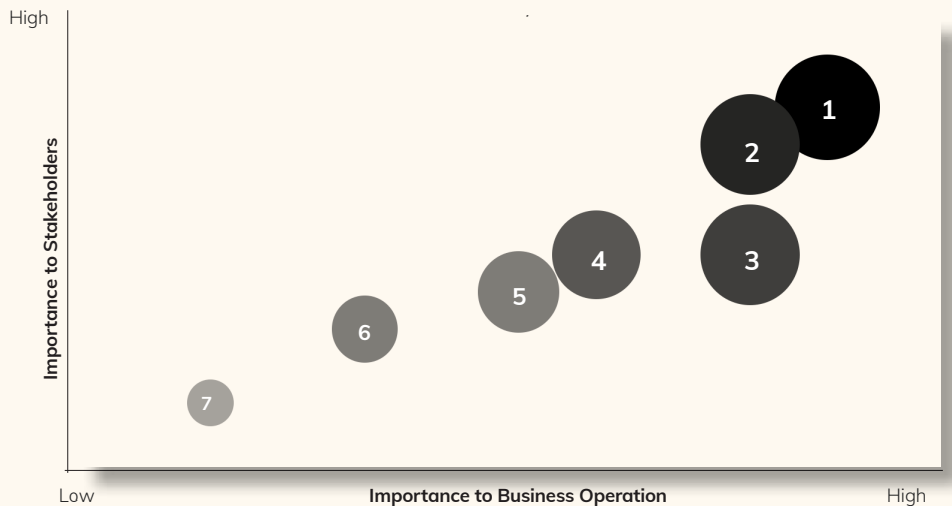 High
1
2
3
4
5
6
7
Importance to Stakeholders
Low
Importance to Business Operation
High